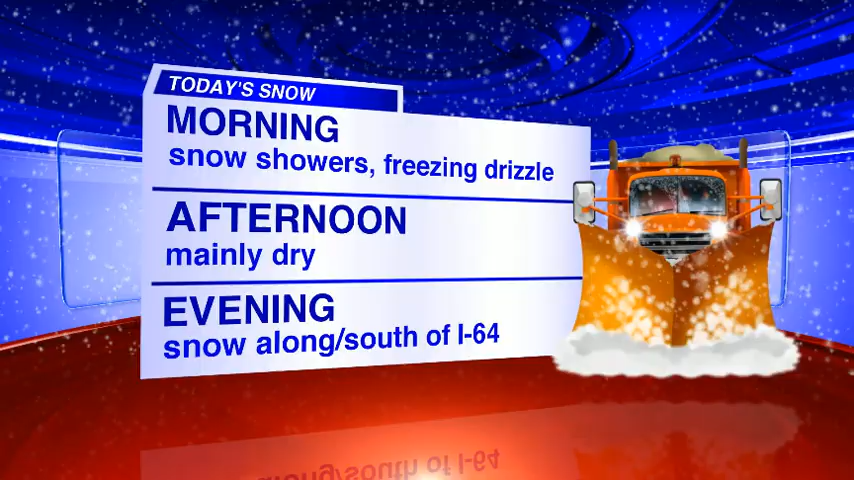 TODAY'S SNOW
MORNING
snow showers, freezing drizzle
AFTERNOON
mainly dry
EVENING
snow along/south of I-64